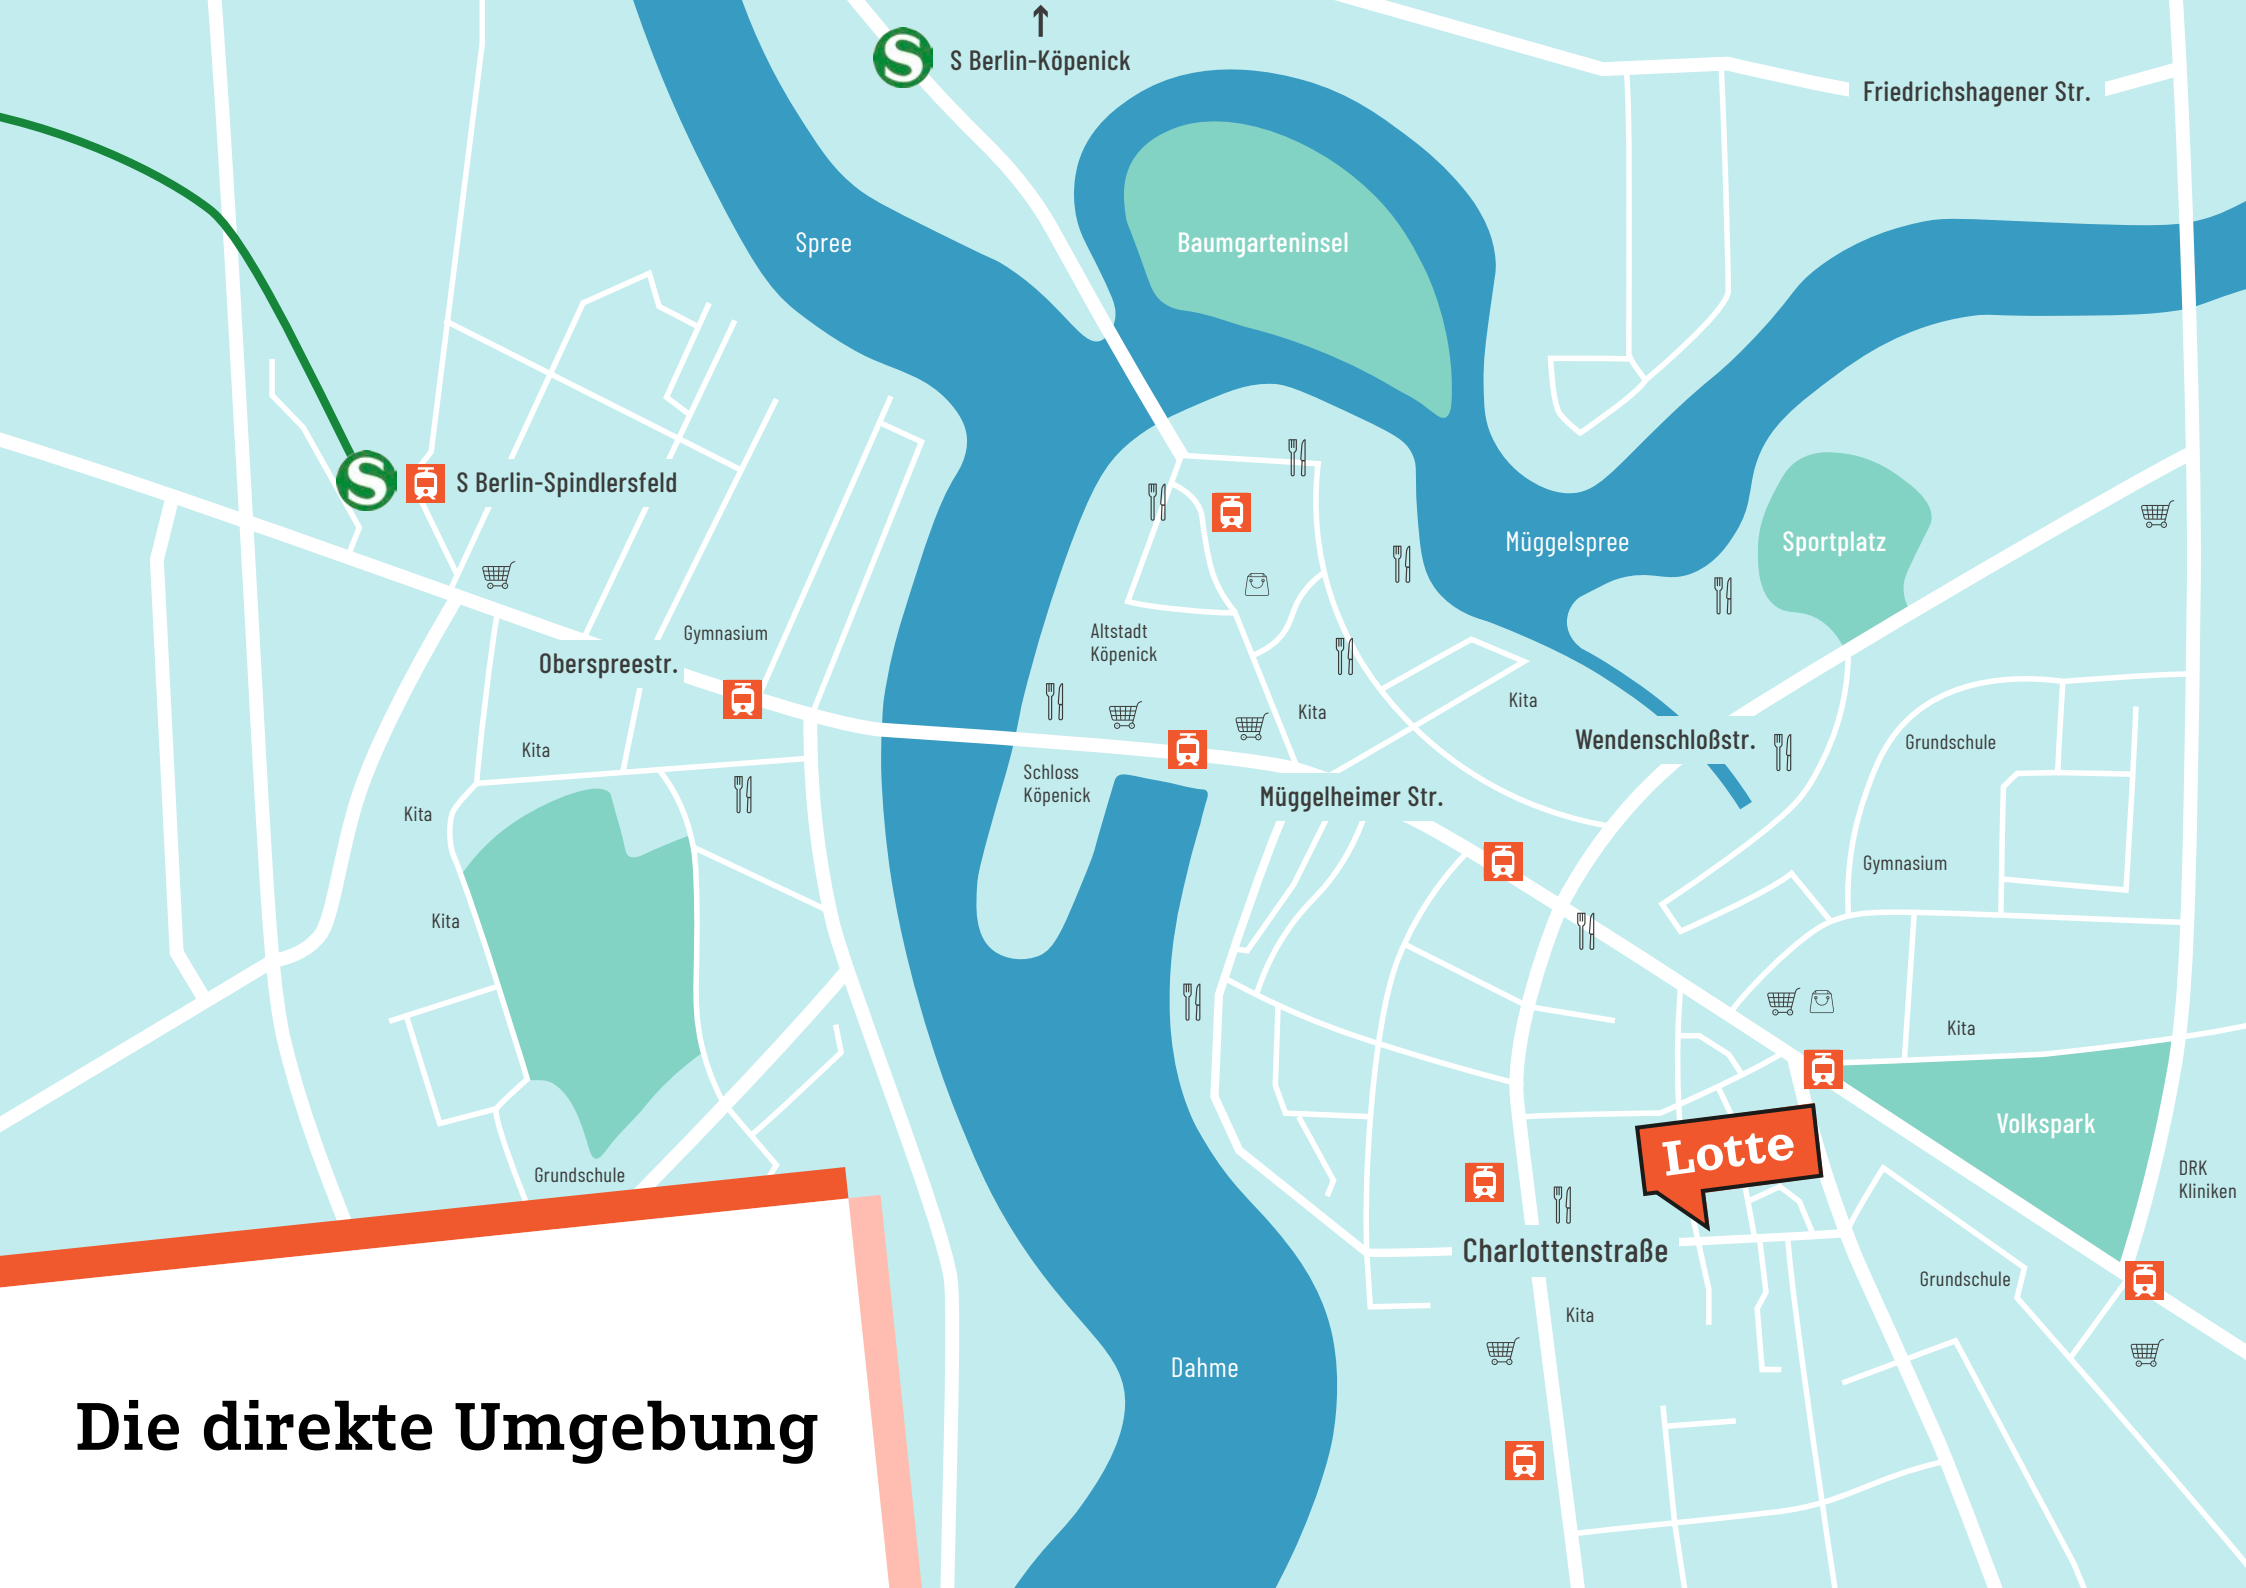 S
S Berlin-Köpenick
Friedrichshagener Str.
Spree
Baumgarteninsel
S
S Berlin-Spindlersfeld
Müggelspree
Sportplatz
Gymnasium
Altstadt
Köpenick
Oberspreestr.
Kita
Kita
Kita
Wendenschloßstr.
Grundschule
Kita
Schloss
Köpenick
Müggelheimer Str.
Kita
Gymnasium
Kita
Kita
Volkspark
Lotte
DRK
Kliniken
Grundschule
Charlottenstraße
Grundschule
Kita
Dahme
Die direkte Umgebung